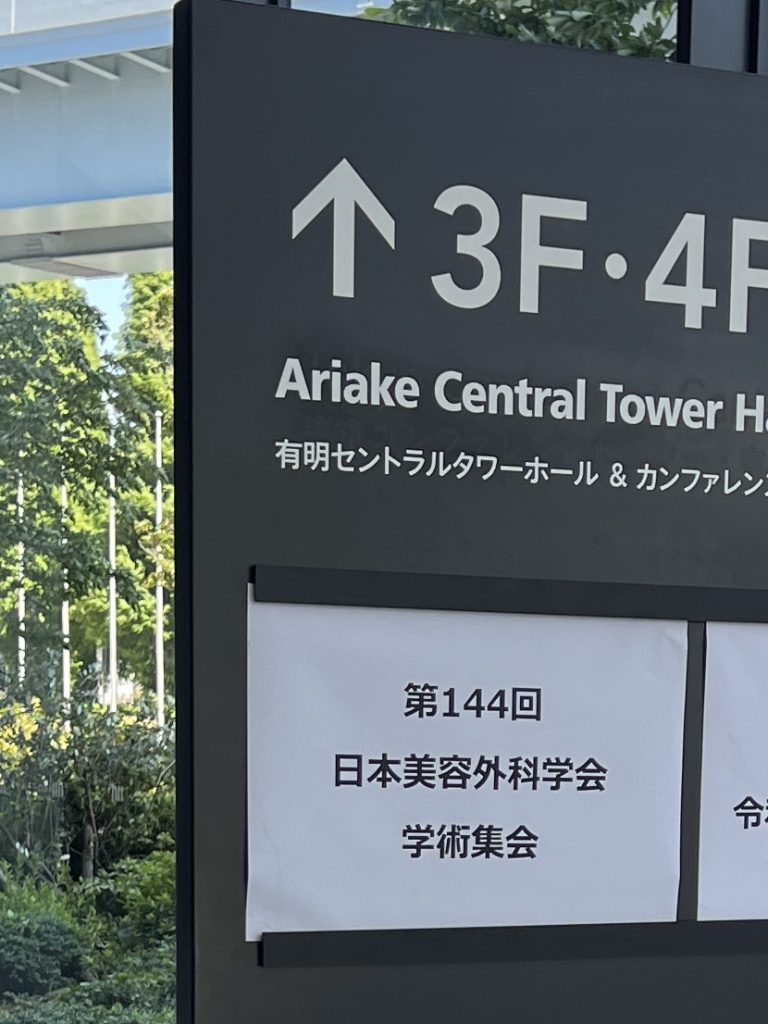 ↑ 3F・4F
Ariake Central Tower
有明セントラルタワーホール & カンファレンス
第144回
日本美容外科学会
学術集会